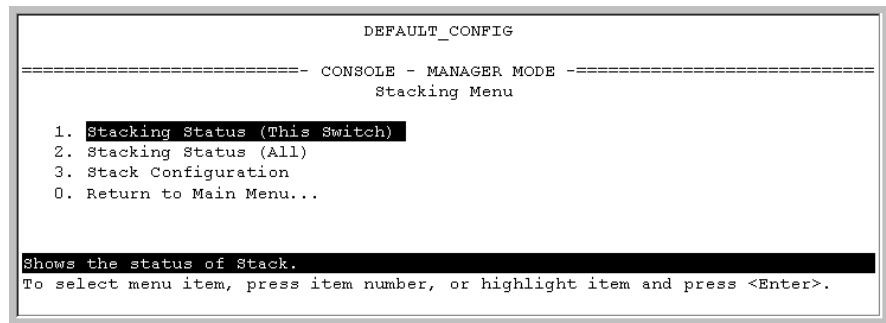 DEFAULT_CONFIG
==========================- CONSOLE - MANAGER MODE -============================
Stacking Menu
1. Stacking Status (This Switch)
2. Stacking Status (All)
3. Stack Configuration
0. Return to Main Menu...
Shows the status of Stack.
To select menu item, press item number, or highlight item and press <Enter>.